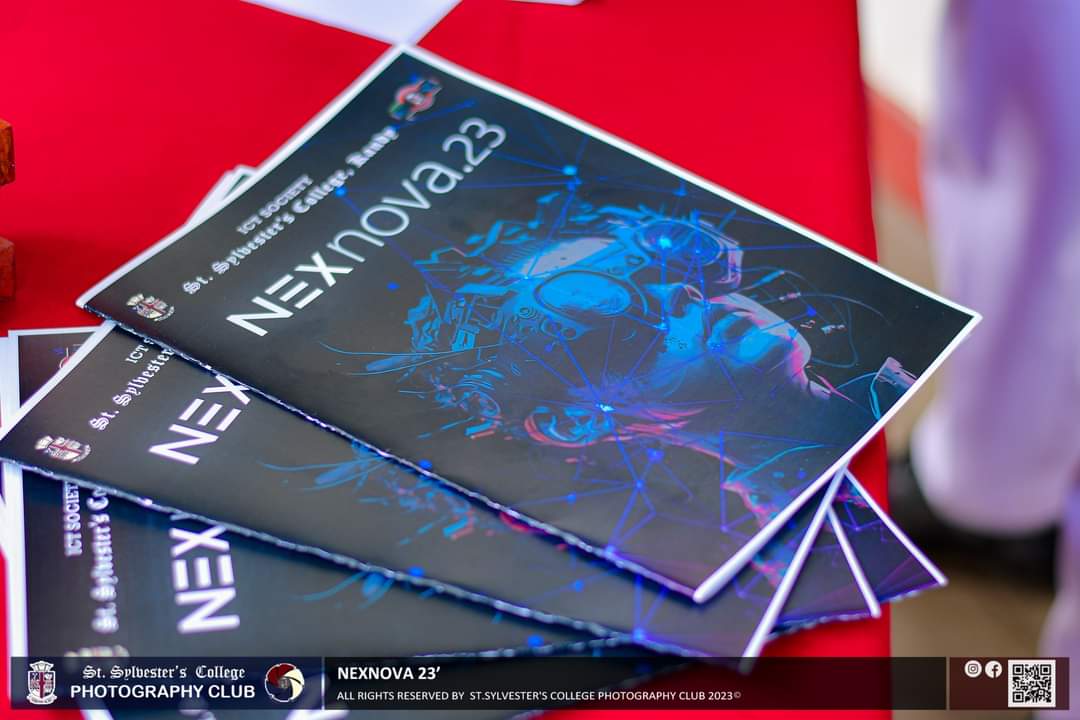 ICT SOCIETY
St. Sylvester's College, Kandy
NEXnova.23
ICT S
St. Sylvester's
NEX
ICT SOCIETY
St. Sylvester's Co
NEX
St. Sylvester's College
PHOTOGRAPHY CLUB
NEXNOVA 23’
ALL RIGHTS RESERVED BY ST.SYLVESTER'S COLLEGE PHOTOGRAPHY CLUB 2023©